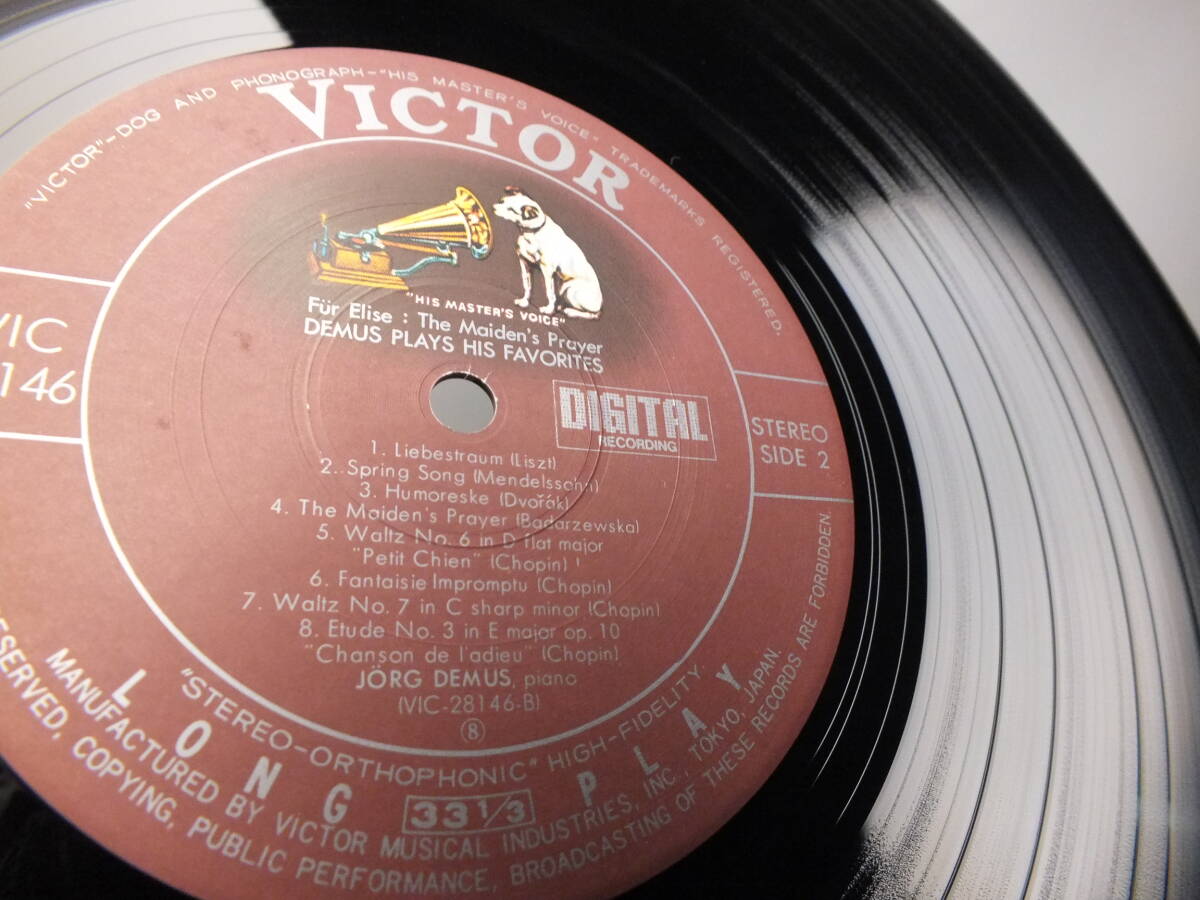 "VICTOR"-DOG AND PHONOGRAPH-"HIS MASTER'S VOICE" TRADEMARKS REGISTERED.
VICTOR
"HIS MASTER'S VOICE"
Für Elise : The Maiden's Prayer
DEMUS PLAYS HIS FAVORITES
VIC
146
DIGITAL
RECORDING
STEREO
SIDE 2
1. Liebestraum (Liszt)
2. Spring Song (Mendelssohn)
3. Humoreske (Dvořák)
4. The Maiden's Prayer (Badarzewska)
5. Waltz No. 6 in D flat major
"Petit Chien" (Chopin)
6. Fantaisie Impromptu (Chopin)
7. Waltz No. 7 in C sharp minor (Chopin)
8. Etude No. 3 in E major op. 10
"Chanson de l'adieu" (Chopin)
JÖRG DEMUS, piano
(VIC-28146-B)
⑧
"STEREO-ORTHOPHONIC" HIGH-FIDELITY
LONG 33 1/3 PLAY
MANUFACTURED BY VICTOR MUSICAL INDUSTRIES, INC., TOKYO, JAPAN.
RESERVED, COPYING, PUBLIC PERFORMANCE, BROADCASTING OF THESE RECORDS ARE FORBIDDEN.